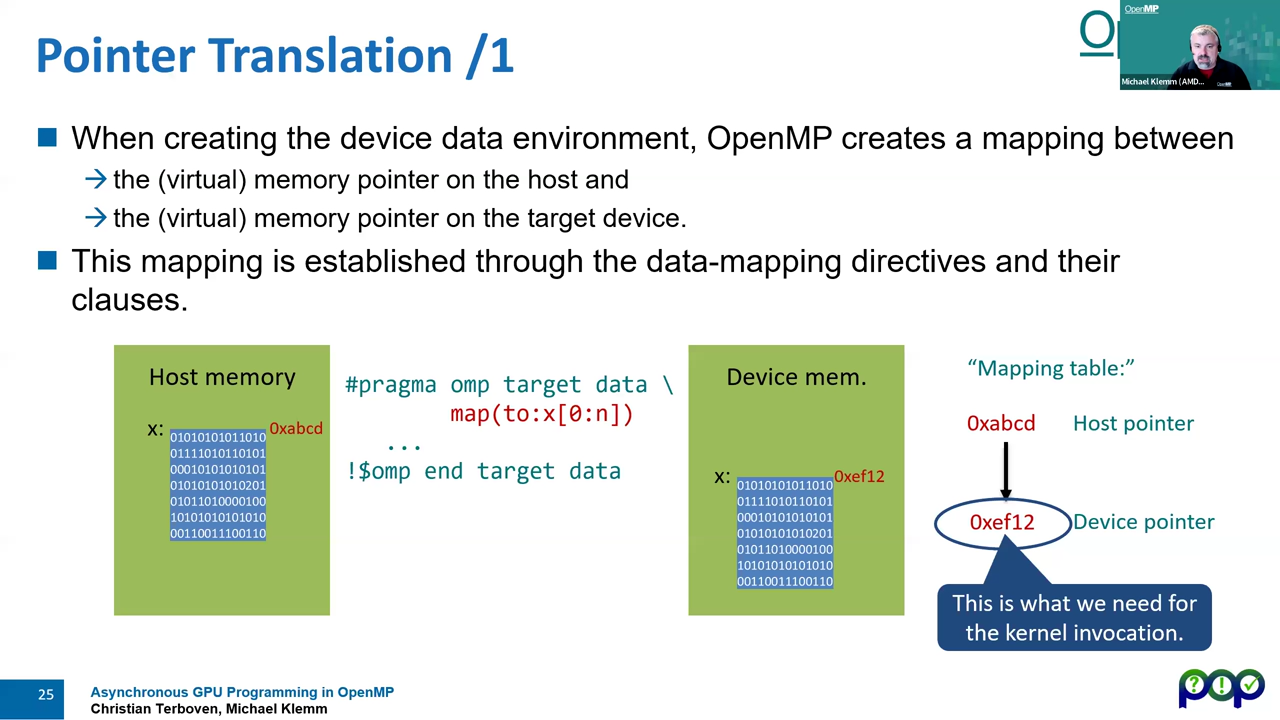 Pointer Translation /1
OpenMP
Michael Klemm (AMD...
OpenMP
When creating the device data environment, OpenMP creates a mapping between
→ the (virtual) memory pointer on the host and
→ the (virtual) memory pointer on the target device.
This mapping is established through the data-mapping directives and their
clauses.
Host memory
x:
0xabcd
01010101011010
01111010110101
00010101010101
01010101010201
01011010000100
10101010101010
00110011100110
#pragma omp target data \
map(to:x[0:n])
...
!$omp end target data
Device mem.
x:
0xef12
01010101011010
01111010110101
00010101010101
01010101010201
01011010000100
10101010101010
00110011100110
“Mapping table:”
0xabcd Host pointer
0xef12 Device pointer
This is what we need for
the kernel invocation.
25
Asynchronous GPU Programming in OpenMP
Christian Terboven, Michael Klemm
pop